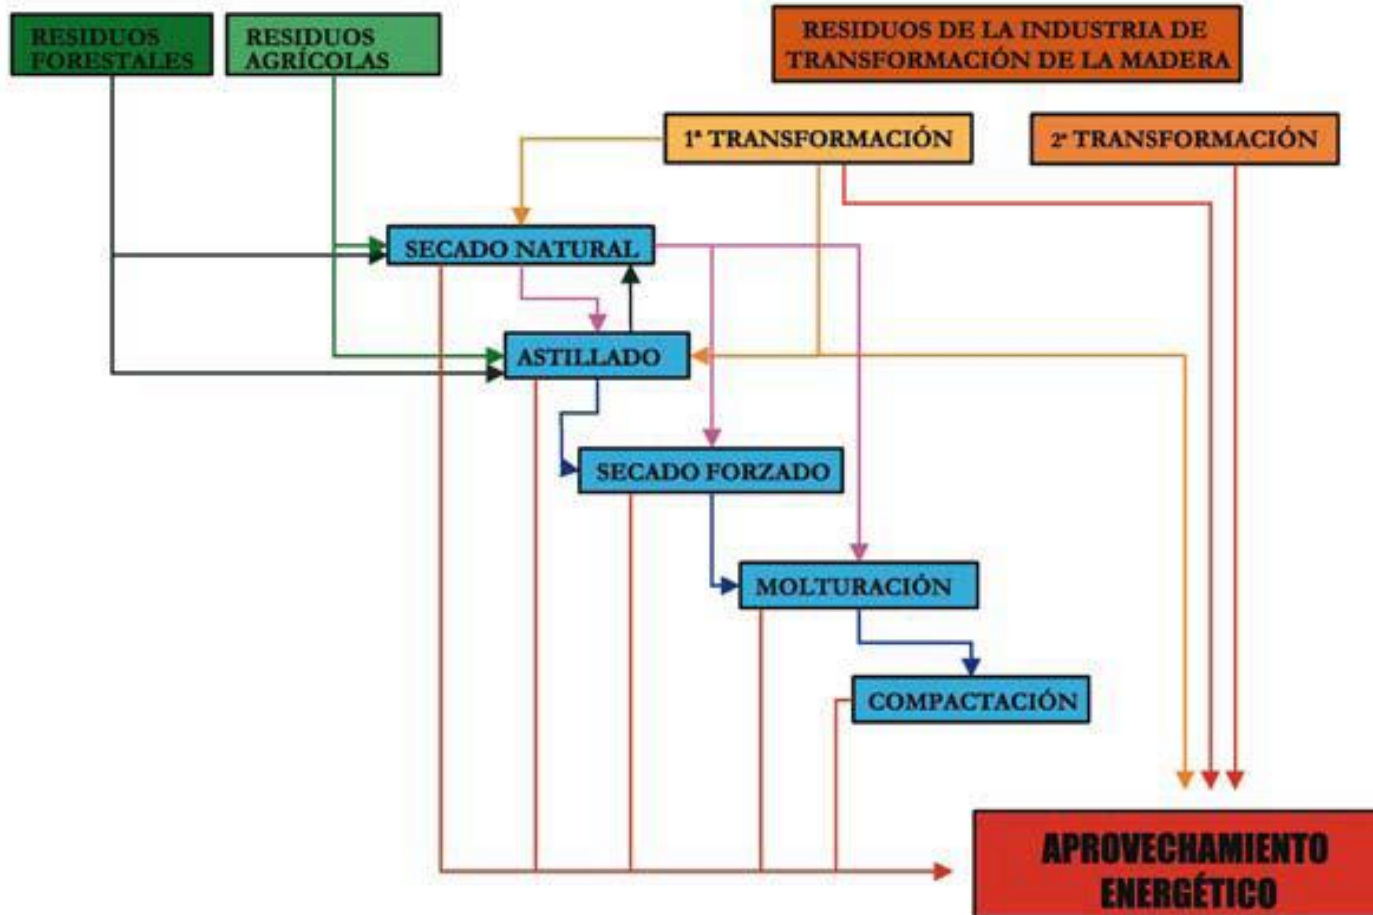 RESIDUOS
FORESTALES
RESIDUOS
AGRÍCOLAS
RESIDUOS DE LA INDUSTRIA DE
TRANSFORMACIÓN DE LA MADERA
1ª TRANSFORMACIÓN
2ª TRANSFORMACIÓN
SECADO NATURAL
ASTILLADO
SECADO FORZADO
MOLTURACIÓN
COMPACTACIÓN
APROVECHAMIENTO
ENERGÉTICO